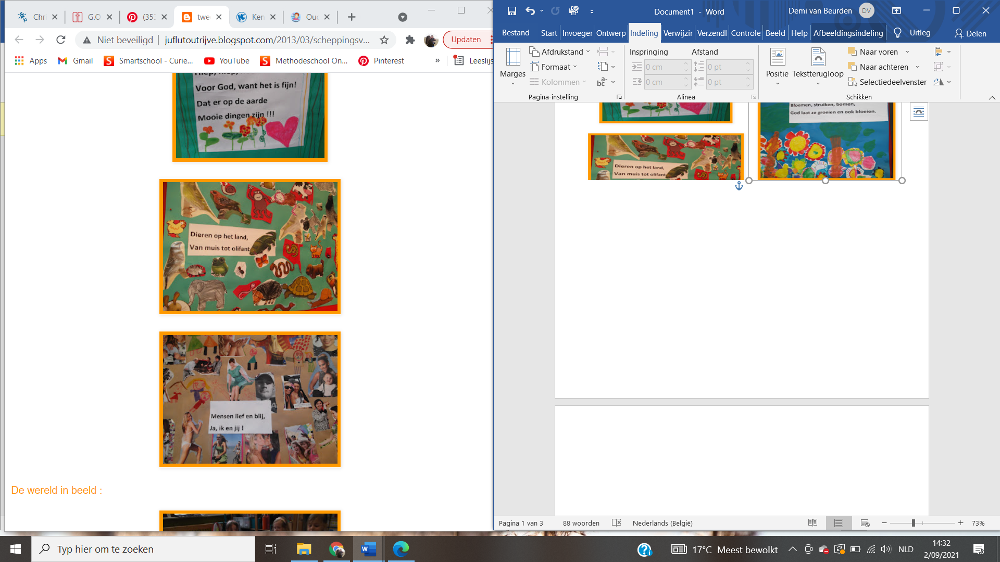 Chri
G.O
(353
twe
Ken
Oud
Niet beveiligd
juflutoutrijve.blogspot.com/2013/03/scheppingsv...
Updaten
Apps
Gmail
Smartschool - Curie...
YouTube
Methodeschool On...
Pinterest
»
Leeslijs
Voor God, want het is fijn!
Dat er op de aarde
Mooie dingen zijn !!!
Dieren op het land,
Van muis tot olifant
Mensen lief en blij,
Ja, ik en jij !
De wereld in beeld :
Document1 - Word
Demi van Beurden
DV
Bestand
Start
Invoegen
Ontwerp
Indeling
Verwijzir
Verzendl
Controle
Beeld
Help
Afbeeldingsindeling
Uitleg
Delen
Marges
Afdrukstand
Formaat
Kolommen
Pagina-instelling
Inspringing
Afstand
0 cm
0 pt
0 cm
0 pt
Alinea
Positie
Tekstterugloop
Naar voren
Naar achteren
Selectiedeelvenster
Schikken
Bloemen, struiken, bomen,
God laat ze groeien en ook bloeien.
Dieren op het land,
Van muis tot olifant
Pagina 1 van 3
88 woorden
Nederlands (België)
73%
Typ hier om te zoeken
17°C Meest bewolkt
NLD
14:32
2/09/2021